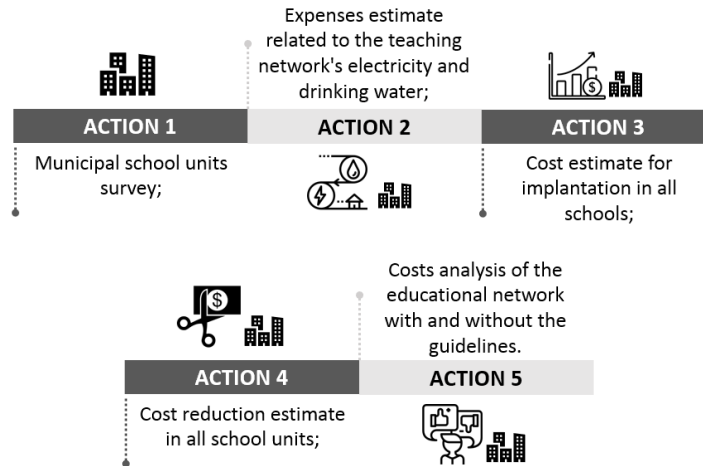 Expenses estimate
related to the teaching
network's electricity and
drinking water;
ACTION 1
ACTION 2
ACTION 3
Municipal school units
survey;
Cost estimate for
implantation in all
schools;
$
Costs analysis of the
educational network
with and without the
guidelines.
$
ACTION 4
ACTION 5
Cost reduction estimate
in all school units;